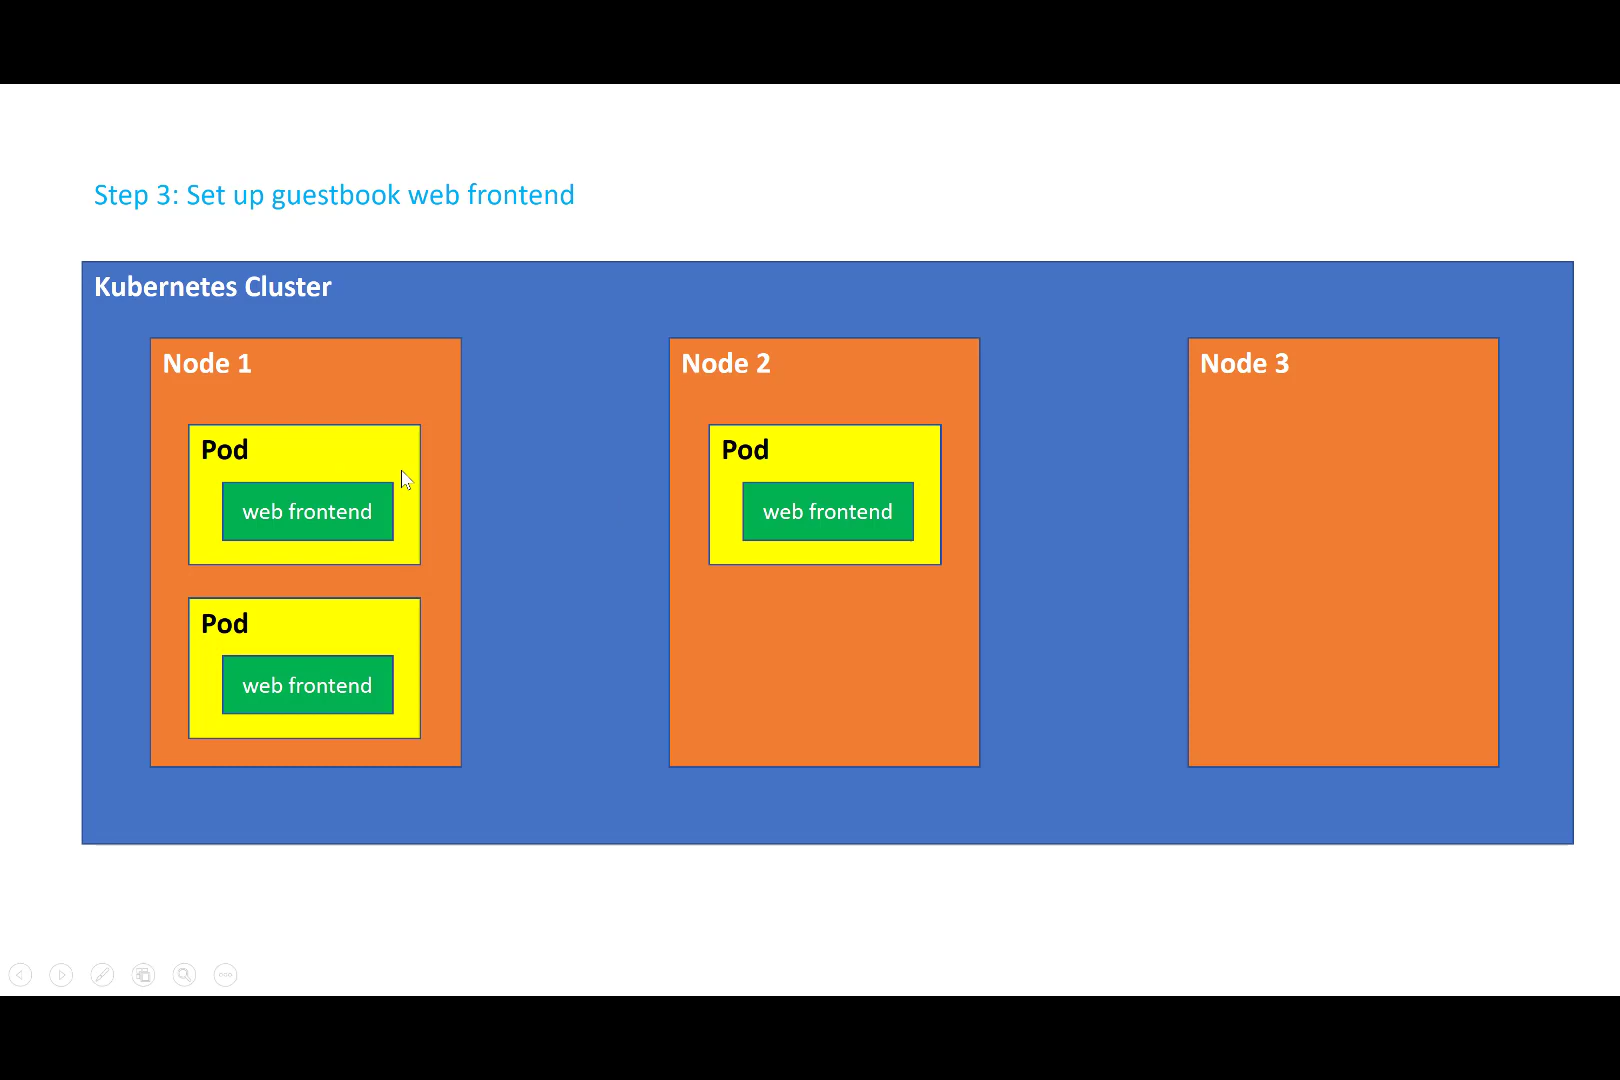 Step 3: Set up guestbook web frontend
Kubernetes Cluster
Node 1
Pod
web frontend
Pod
web frontend
Node 2
Pod
web frontend
Node 3